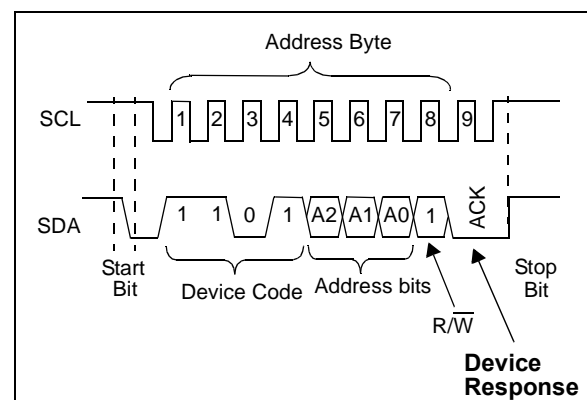 Address Byte
SCL 1 2 3 4 5 6 7 8 9
SDA 1 1 0 1 A2 A1 A0 1 ACK
Start Bit
Device Code
Address bits
Stop Bit
R/W̅
Device
Response